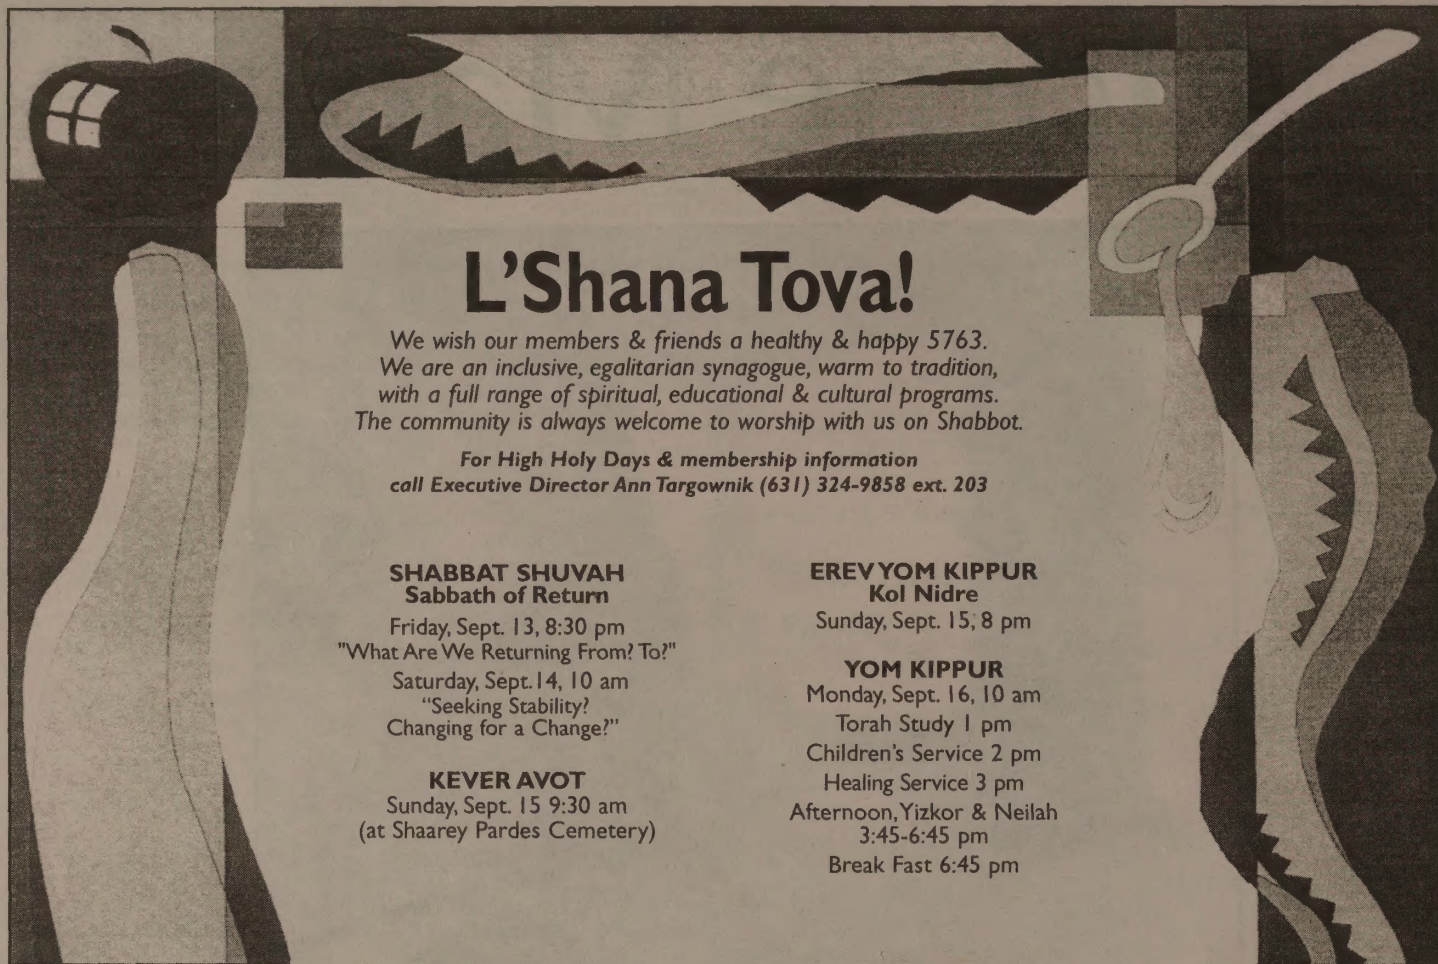 L'Shana Tova!
We wish our members & friends a healthy & happy 5763.
We are an inclusive, egalitarian synagogue, warm to tradition,
with a full range of spiritual, educational & cultural programs.
The community is always welcome to worship with us on Shabbot.
For High Holy Days & membership information
call Executive Director Ann Targownik (631) 324-9858 ext. 203
SHABBAT SHUVAH
Sabbath of Return
Friday, Sept. 13, 8:30 pm
"What Are We Returning From? To?"
Saturday, Sept. 14, 10 am
“Seeking Stability?
Changing for a Change?”
KEVER AVOT
Sunday, Sept. 15 9:30 am
(at Shaarey Pardes Cemetery)
EREV YOM KIPPUR
Kol Nidre
Sunday, Sept. 15, 8 pm
YOM KIPPUR
Monday, Sept. 16, 10 am
Torah Study 1 pm
Children's Service 2 pm
Healing Service 3 pm
Afternoon, Yizkor & Neilah
3:45-6:45 pm
Break Fast 6:45 pm